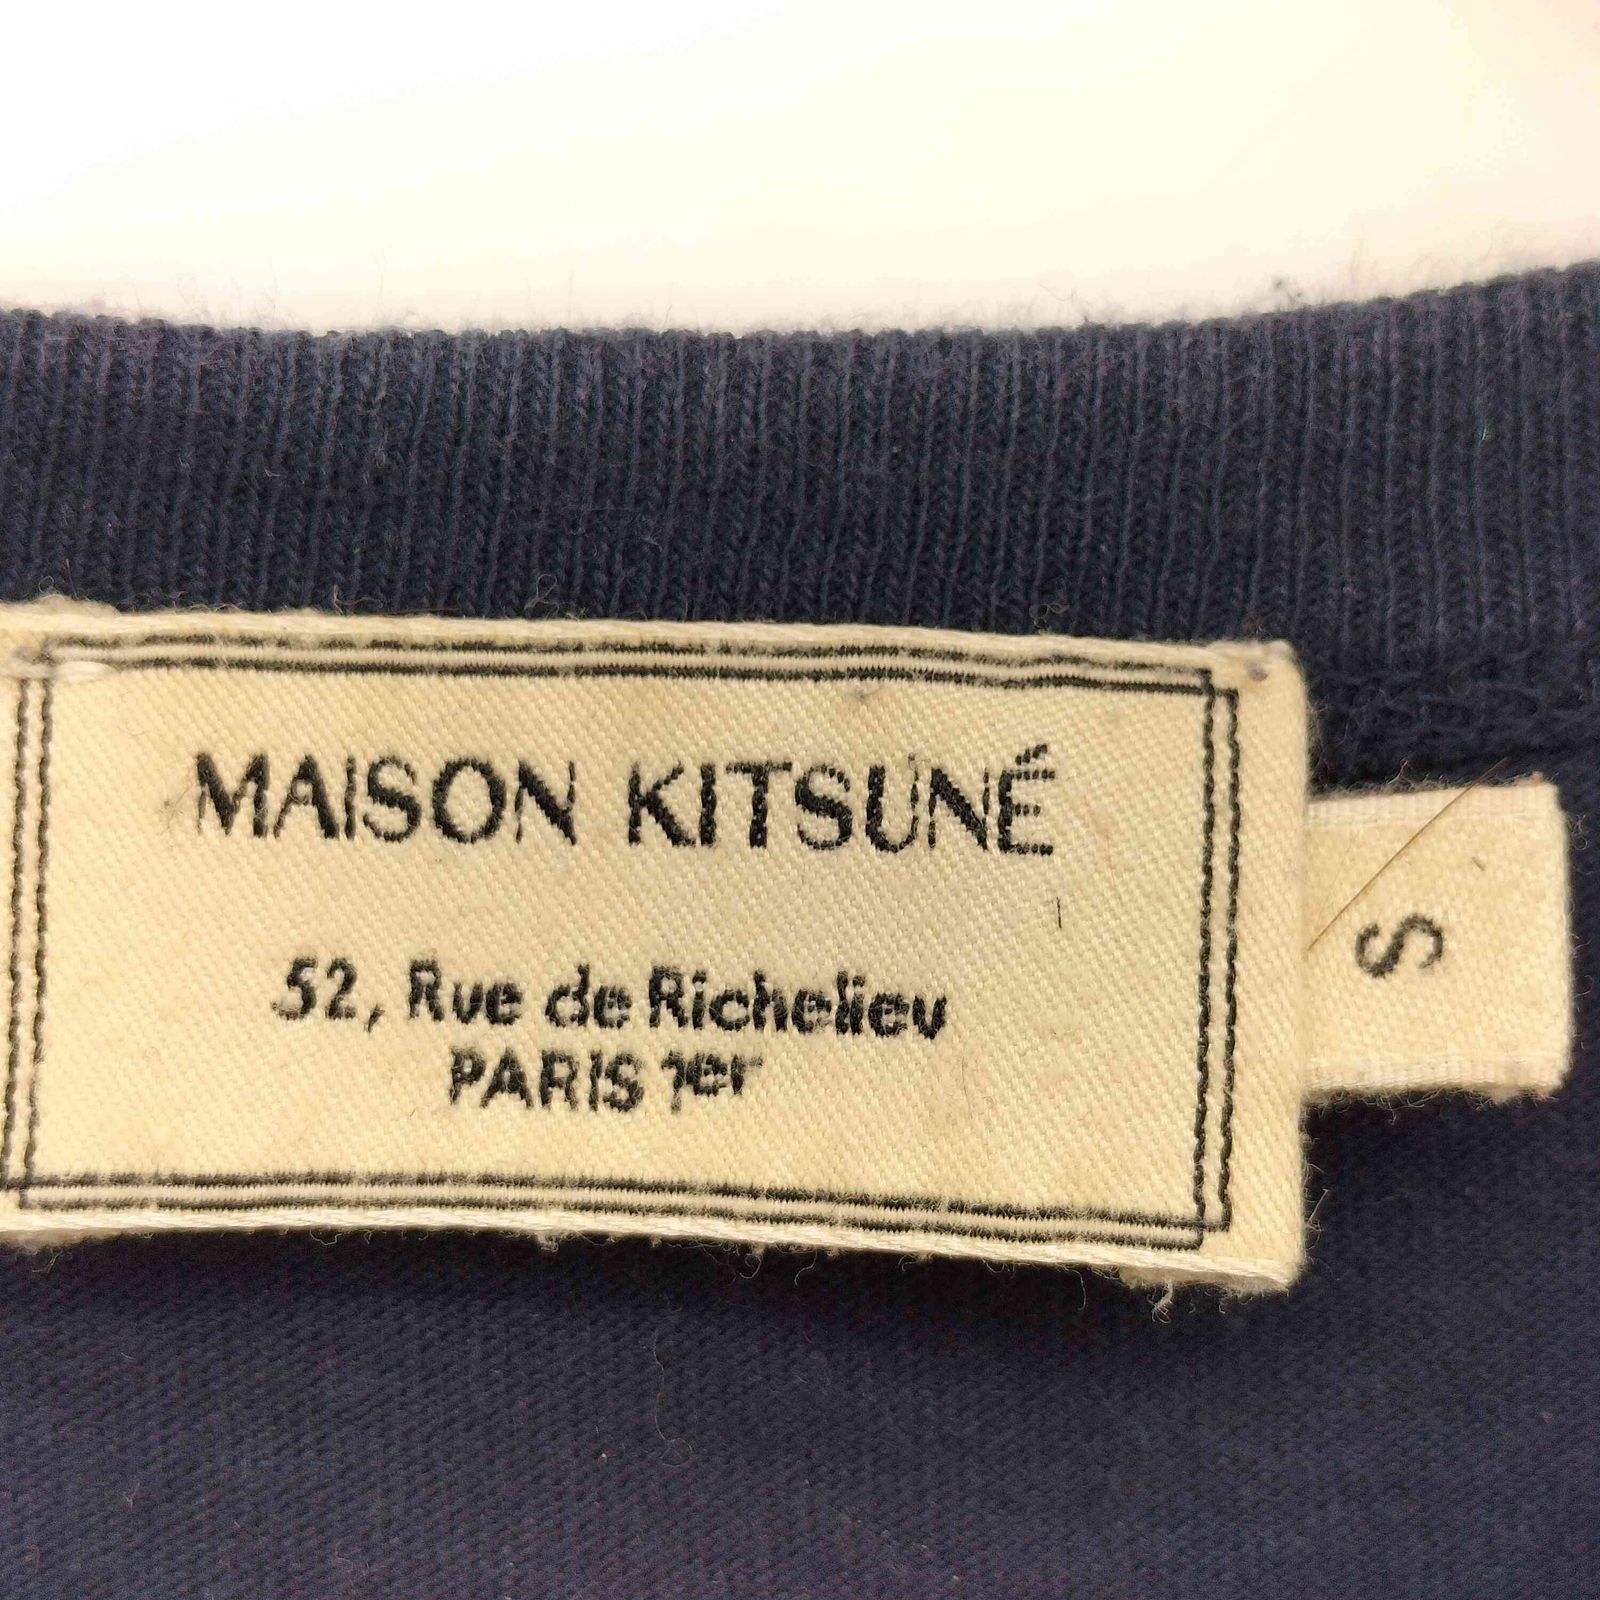 MAISON KITSUNÉ
52, Rue de Richelieu
PARIS 1er
S